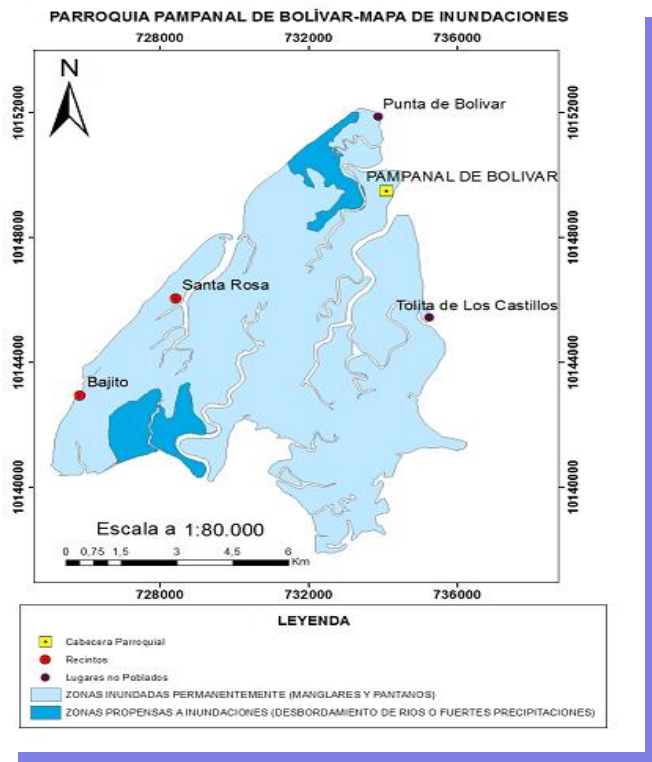 PARROQUIA PAMPANAL DE BOLÍVAR-MAPA DE INUNDACIONES
728000 732000 736000
N
10152000 10152000
Punta de Bolivar
PAMPANAL DE BOLIVAR
10148000 10148000
Santa Rosa
Tolita de Los Castillos
10144000 10144000
Bajito
10140000 10140000
Escala a 1:80.000
0 0,75 1,5 3 4,5 6
Km
728000 732000 736000
LEYENDA
Cabecera Parroquial
Recintos
Lugares no Poblados
ZONAS INUNDADAS PERMANENTEMENTE (MANGLARES Y PANTANOS)
ZONAS PROPENSAS A INUNDACIONES (DESBORDAMIENTO DE RIOS O FUERTES PRECIPITACIONES)